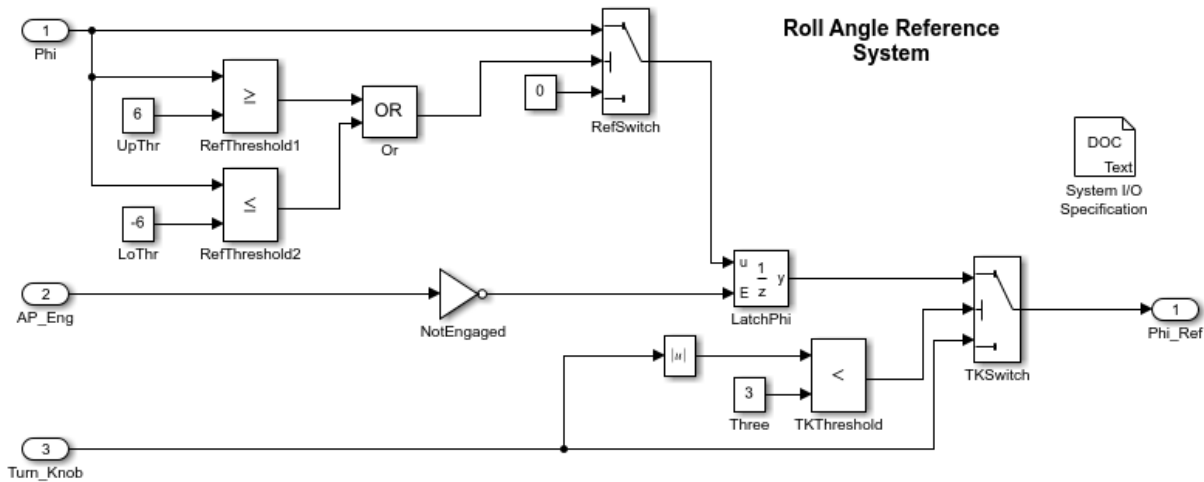 Roll Angle Reference
System
1
Phi
≥
6
UpThr
RefThreshold1
OR
Or
0
RefSwitch
≤
-6
LoThr
RefThreshold2
DOC
Text
System I/O
Specification
2
AP_Eng
NotEngaged
u
E
1
z
y
LatchPhi
1
Phi_Ref
|u|
3
Three
<
TKThreshold
TKSwitch
3
Turn_Knob